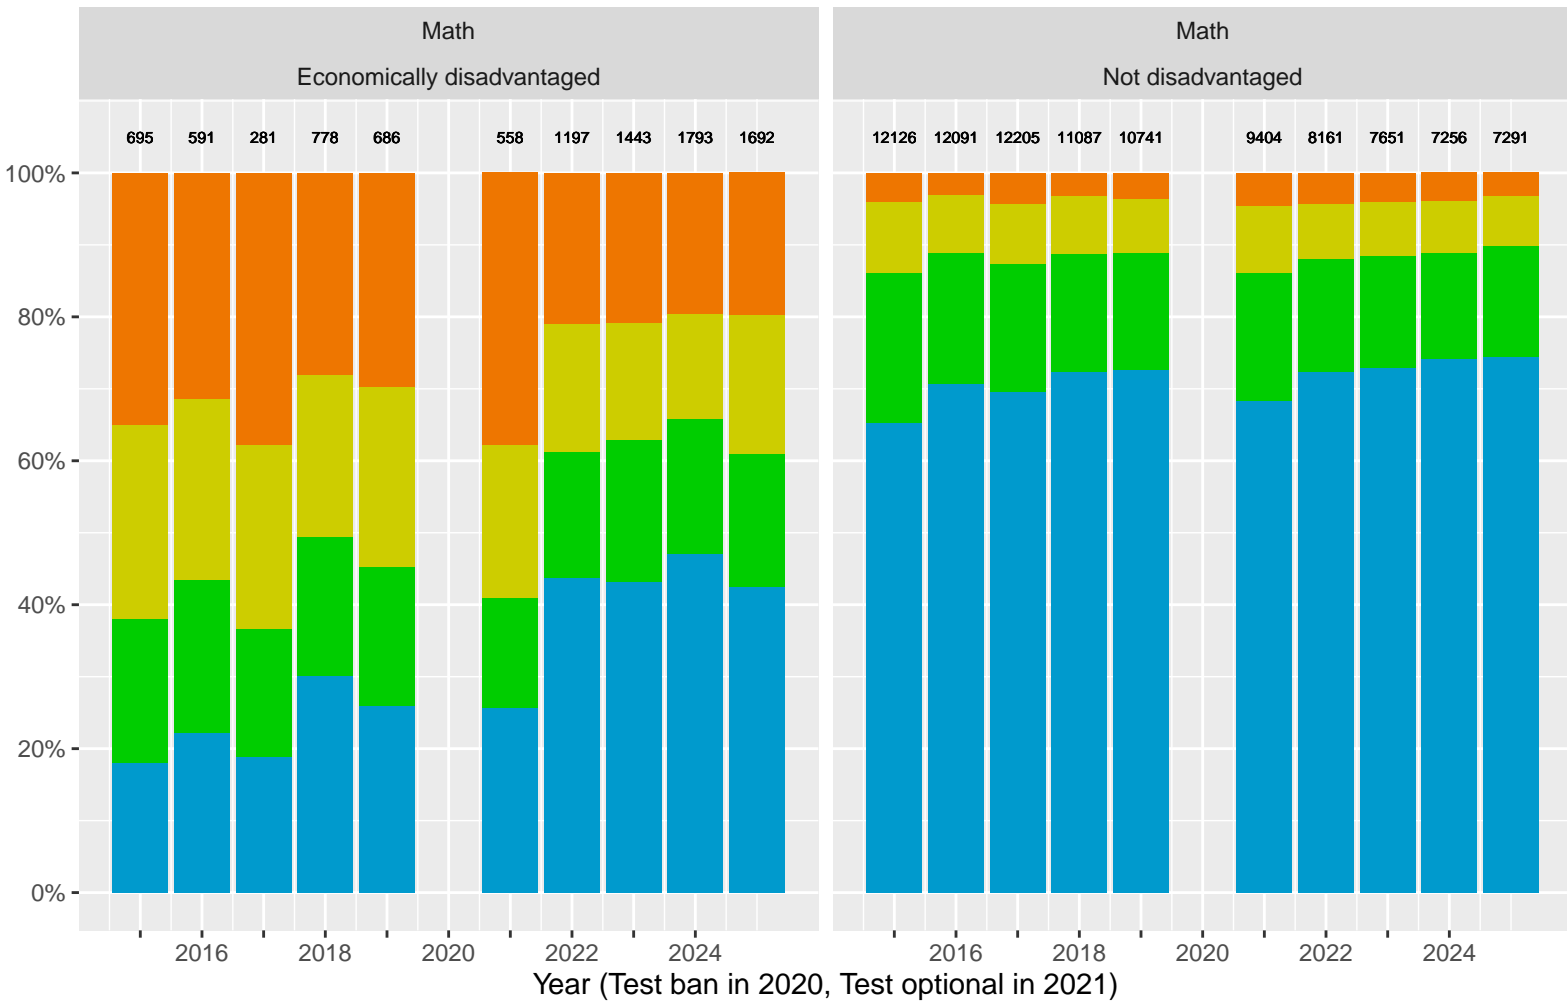 Math
Economically disadvantaged
Math
Not disadvantaged
695 591 281 778 686 558 1197 1443 1793 1692
12126 12091 12205 11087 10741 9404 8161 7651 7256 7291
100%
80%
60%
40%
20%
0%
2016 2018 2020 2022 2024
2016 2018 2020 2022 2024
Year (Test ban in 2020, Test optional in 2021)